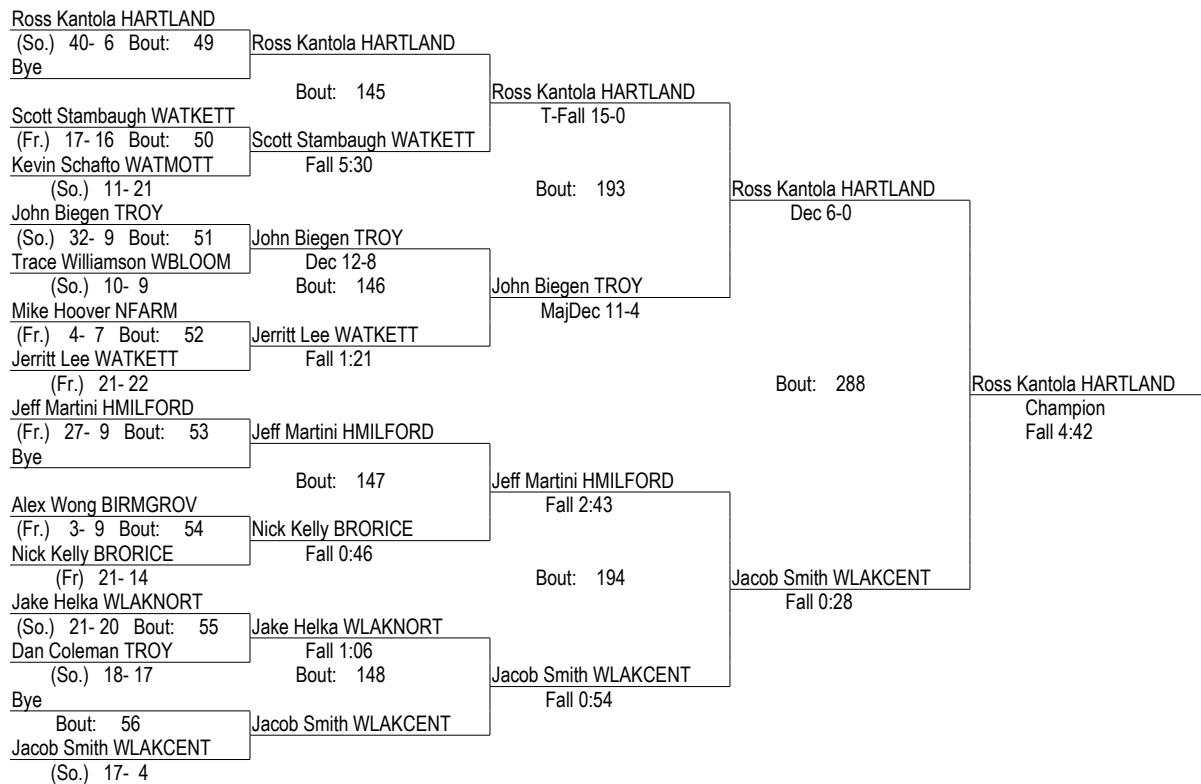 Ross Kantola HARTLAND
(So.) 40- 6 Bout: 49
Bye
Ross Kantola HARTLAND
Bout: 145
Scott Stambaugh WATKETT
(Fr.) 17- 16 Bout: 50
Kevin Schafto WATMOTT
(So.) 11- 21
Scott Stambaugh WATKETT
Fall 5:30
Ross Kantola HARTLAND
T-Fall 15-0
Bout: 193
John Biegen TROY
(So.) 32- 9 Bout: 51
Trace Williamson WBLOOM
(So.) 10- 9
John Biegen TROY
Dec 12-8
Bout: 146
Mike Hoover NFARM
(Fr.) 4- 7 Bout: 52
Jerritt Lee WATKETT
(Fr.) 21- 22
Jerritt Lee WATKETT
Fall 1:21
John Biegen TROY
MajDec 11-4
Ross Kantola HARTLAND
Dec 6-0
Bout: 288
Jeff Martini HMILFORD
(Fr.) 27- 9 Bout: 53
Bye
Jeff Martini HMILFORD
Bout: 147
Alex Wong BIRMGROV
(Fr.) 3- 9 Bout: 54
Nick Kelly BRORICE
(Fr) 21- 14
Nick Kelly BRORICE
Fall 0:46
Jeff Martini HMILFORD
Fall 2:43
Bout: 194
Jake Helka WLAKNORT
(So.) 21- 20 Bout: 55
Dan Coleman TROY
(So.) 18- 17
Jake Helka WLAKNORT
Fall 1:06
Bout: 148
Bye
Bout: 56
Jacob Smith WLAKCENT
(So.) 17- 4
Jacob Smith WLAKCENT
Jacob Smith WLAKCENT
Fall 0:54
Jacob Smith WLAKCENT
Fall 0:28
Ross Kantola HARTLAND
Champion
Fall 4:42